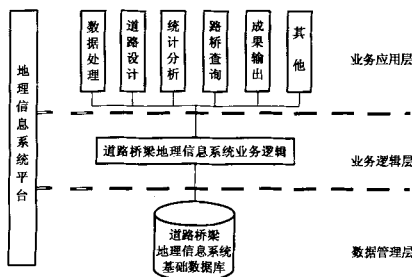 地理信息系统平台
数据处理
道路设计
统计分析
路桥查询
成果输出
其他
业务应用层
道路桥梁地理信息系统业务逻辑
业务逻辑层
道路桥梁
地理信息系统
基础数据库
数据管理层